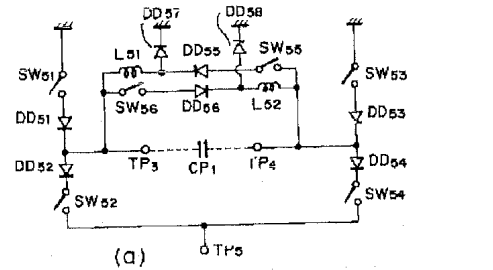 DD57
DD58
L51
DD55
SW55
SW51
SW53
SW56
DD56
L52
DD51
DD53
DD52
TP3
CP1
TP4
DD54
SW52
SW54
(a)
TP5